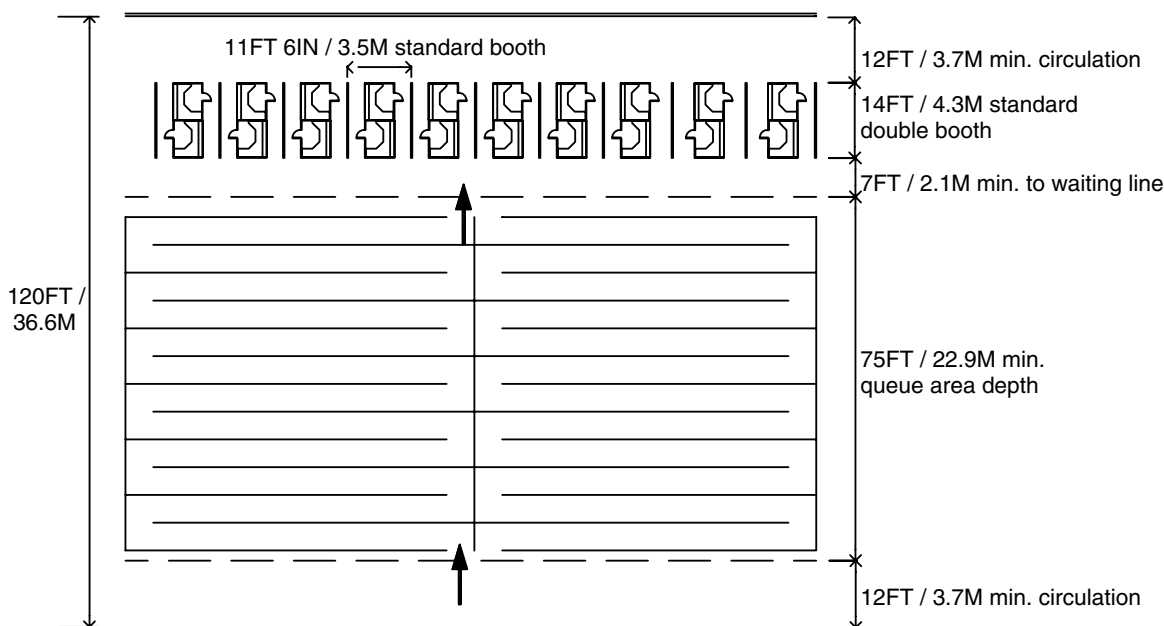 11FT 6IN / 3.5M standard booth
12FT / 3.7M min. circulation
14FT / 4.3M standard
double booth
7FT / 2.1M min. to waiting line
120FT /
36.6M
75FT / 22.9M min.
queue area depth
12FT / 3.7M min. circulation